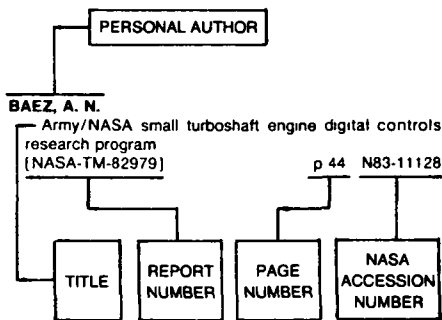 PERSONAL AUTHOR
BAEZ, A. N.
Army/NASA small turboshaft engine digital controls
research program
[NASA-TM-82979] p 44 N83-11128
TITLE
REPORT
NUMBER
PAGE
NUMBER
NASA
ACCESSION
NUMBER